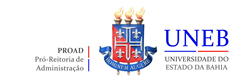 PROAD
Pró-Reitoria de
Administração
UNEB
UNIVERSIDADE DO
ESTADO DA BAHIA